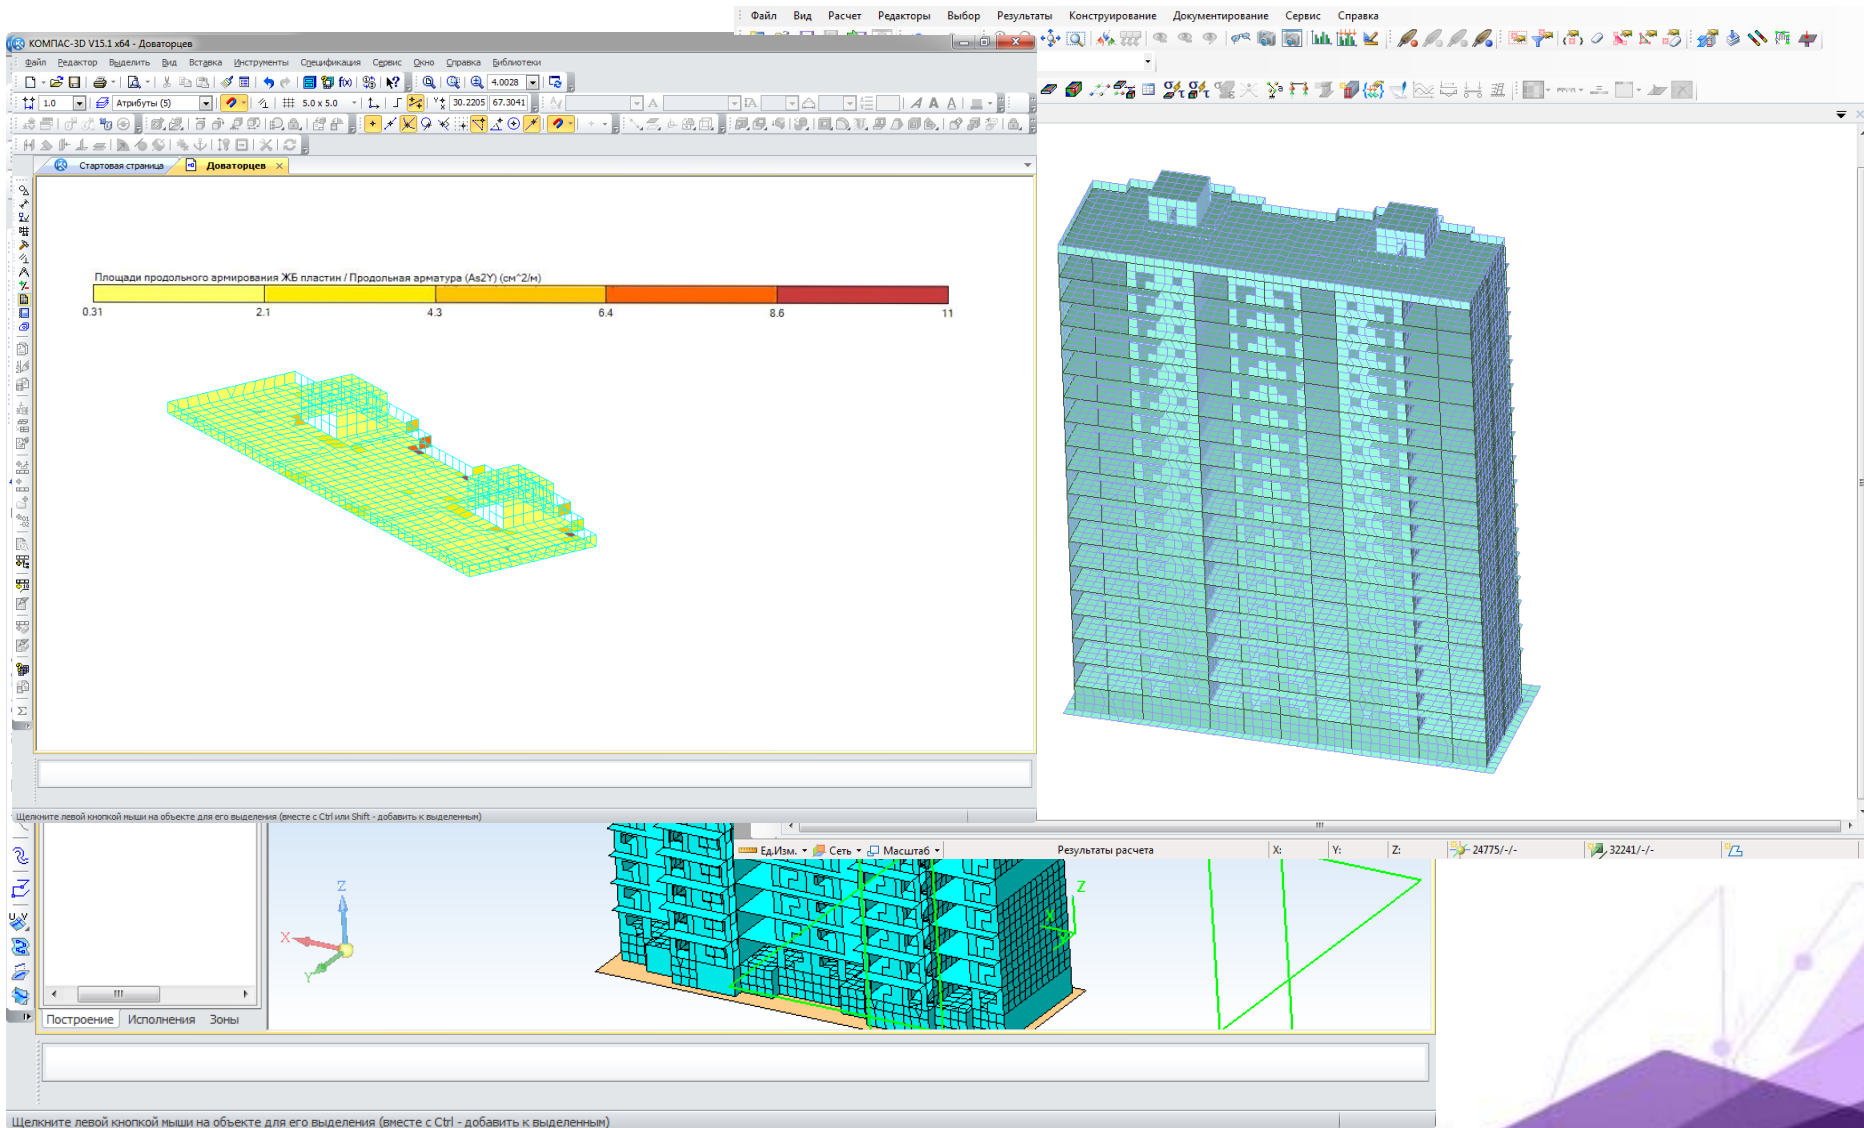 Файл Вид Расчет Редакторы Выбор Результаты Конструирование Документирование Сервис Справка
КОМПАС-3D V15.1 x64 - Доваторцев
Файл Редактор Выделить Вид Вставка Инструменты Спецификация Сервис Окно Справка Библиотеки
4.0028
1.0 Атрибуты (5) 5.0 x 5.0 30.2205 67.3041
Стартовая страница Доваторцев
Площади продольного армирования ЖБ пластин / Продольная арматура (As2Y) (см^2/м)
0.31 2.1 4.3 6.4 8.6 11
Щелкните левой кнопкой мыши на объекте для его выделения (вместе с Ctrl или Shift - добавить к выделенным)
Ед.Изм. Сеть Масштаб Результаты расчета X: Y: Z: 24775/-/- 32241/-/-
Z
X
Y
Z
Построение Исполнения Зоны
Щелкните левой кнопкой мыши на объекте для его выделения (вместе с Ctrl - добавить к выделенным)